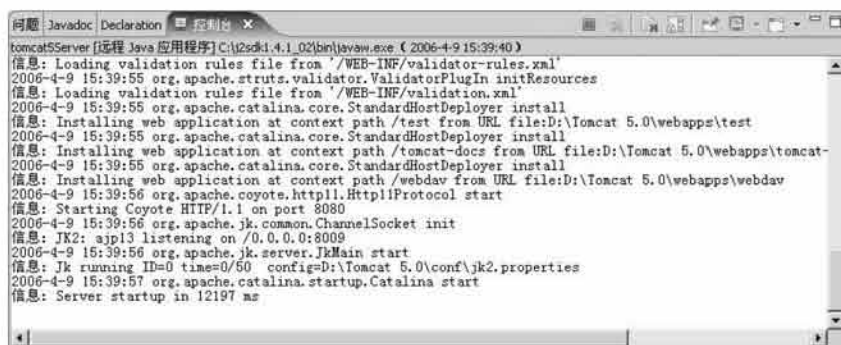 问题 Javadoc Declaration 控制台
tomcat5Server [远程 Java 应用程序] C:\j2sdk1.4.1_02\bin\javaw.exe （ 2006-4-9 15:39:40 ）
信息: Loading validation rules file from '/WEB-INF/validator-rules.xml'
2006-4-9 15:39:55 org.apache.struts.validator.ValidatorPlugIn initResources
信息: Loading validation rules file from '/WEB-INF/validation.xml'
2006-4-9 15:39:55 org.apache.catalina.core.StandardHostDeployer install
信息: Installing web application at context path /test from URL file:D:\Tomcat 5.0\webapps\test
2006-4-9 15:39:55 org.apache.catalina.core.StandardHostDeployer install
信息: Installing web application at context path /tomcat-docs from URL file:D:\Tomcat 5.0\webapps\tomcat-
2006-4-9 15:39:55 org.apache.catalina.core.StandardHostDeployer install
信息: Installing web application at context path /webdav from URL file:D:\Tomcat 5.0\webapps\webdav
2006-4-9 15:39:56 org.apache.coyote.http11.Http11Protocol start
信息: Starting Coyote HTTP/1.1 on port 8080
2006-4-9 15:39:56 org.apache.jk.common.ChannelSocket init
信息: JK2: ajp13 listening on /0.0.0.0:8009
2006-4-9 15:39:56 org.apache.jk.server.JkMain start
信息: Jk running ID=0 time=0/50  config=D:\Tomcat 5.0\conf\jk2.properties
2006-4-9 15:39:57 org.apache.catalina.startup.Catalina start
信息: Server startup in 12197 ms